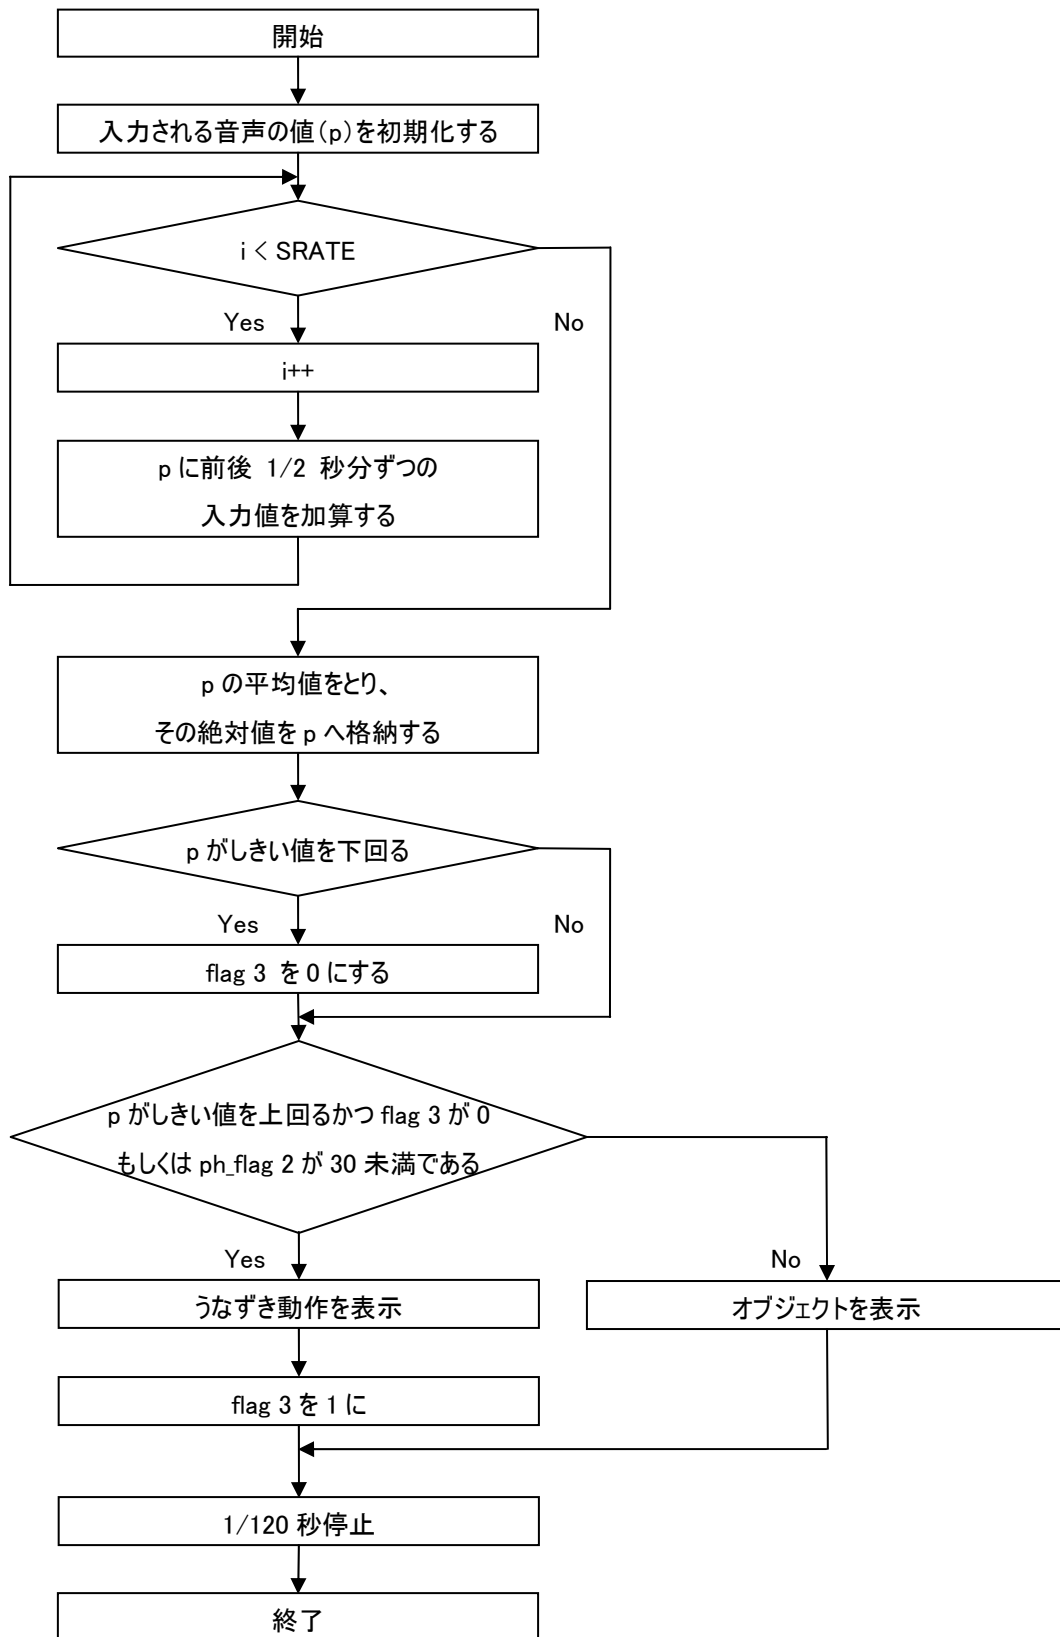 開始
入力される音声の値(p)を初期化する
i < SRATE
Yes
No
i++
p に前後 1/2 秒分ずつの
入力値を加算する
p の平均値をとり、
その絶対値を p へ格納する
p がしきい値を下回る
Yes
No
flag 3 を 0 にする
p がしきい値を上回るかつ flag 3 が 0
もしくは ph_flag 2 が 30 未満である
Yes
No
うなずき動作を表示
オブジェクトを表示
flag 3 を 1 に
1/120 秒停止
終了